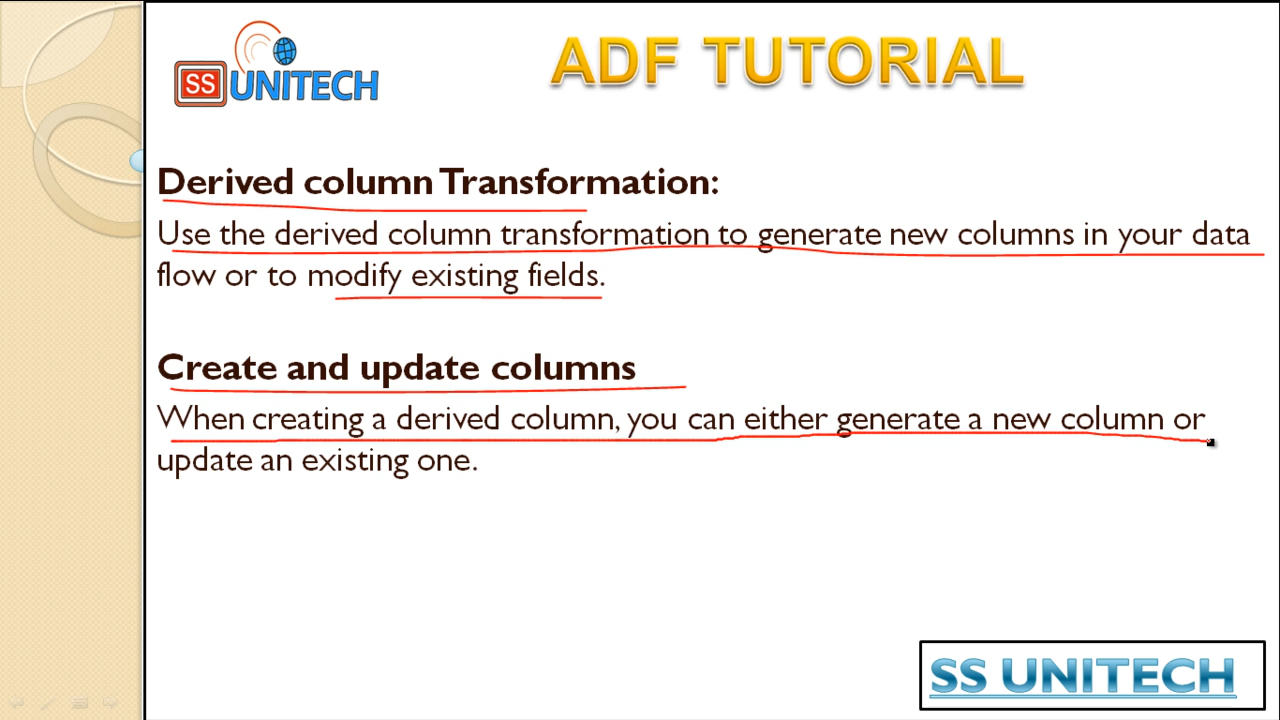 SS UNITECH
ADF TUTORIAL
Derived column Transformation:
Use the derived column transformation to generate new columns in your data
flow or to modify existing fields.
Create and update columns
When creating a derived column, you can either generate a new column or
update an existing one.
SS UNITECH